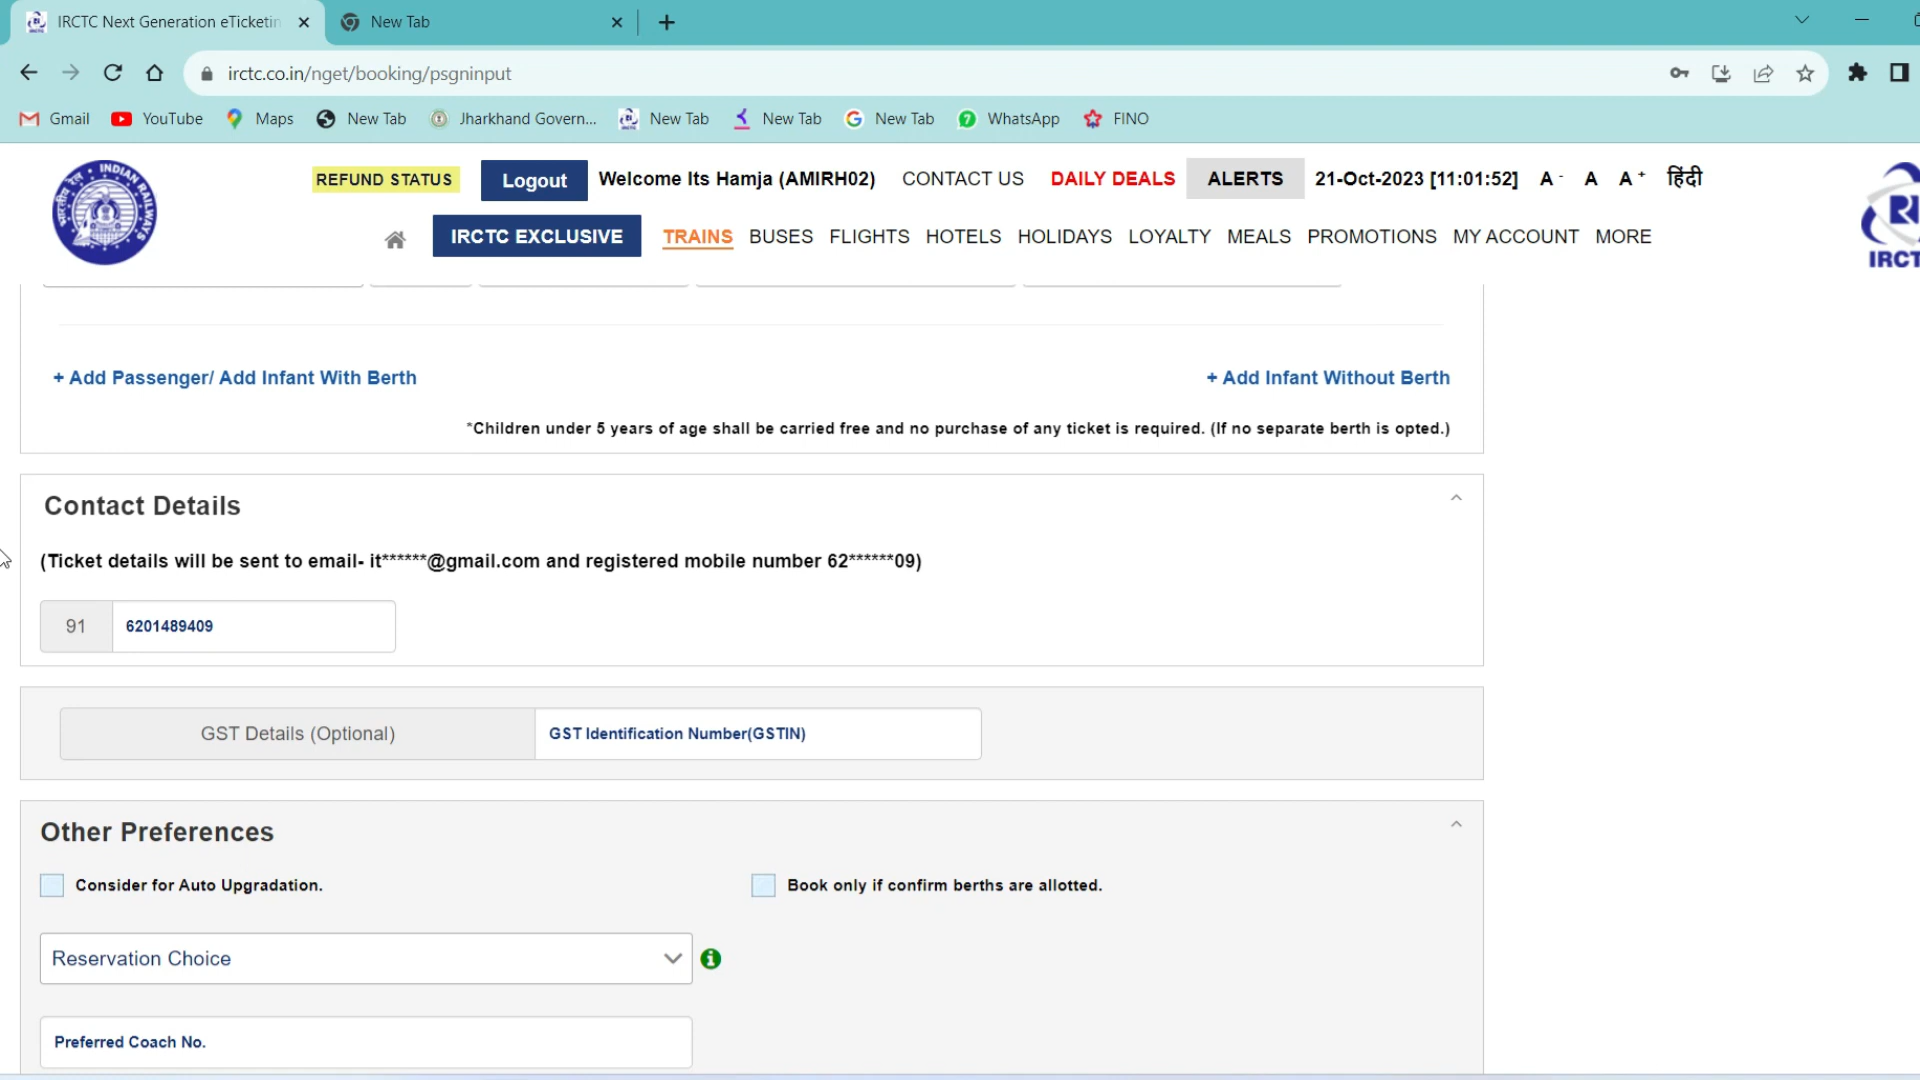 IRCTC Next Generation eTicketin
New Tab
irctc.co.in/nget/booking/psgninput
Gmail YouTube Maps New Tab Jharkhand Govern... New Tab New Tab New Tab WhatsApp FINO
REFUND STATUS Logout Welcome Its Hamja (AMIRH02) CONTACT US DAILY DEALS ALERTS 21-Oct-2023 [11:01:52] A- A A+ हिंदी
INDIAN RAILWAYS
भारतीय रेल
IRCTC EXCLUSIVE TRAINS BUSES FLIGHTS HOTELS HOLIDAYS LOYALTY MEALS PROMOTIONS MY ACCOUNT MORE
IRCT
+ Add Passenger/ Add Infant With Berth + Add Infant Without Berth
*Children under 5 years of age shall be carried free and no purchase of any ticket is required. (If no separate berth is opted.)
Contact Details
(Ticket details will be sent to email- it******@gmail.com and registered mobile number 62******09)
91 6201489409
GST Details (Optional) GST Identification Number(GSTIN)
Other Preferences
Consider for Auto Upgradation. Book only if confirm berths are allotted.
Reservation Choice
Preferred Coach No.